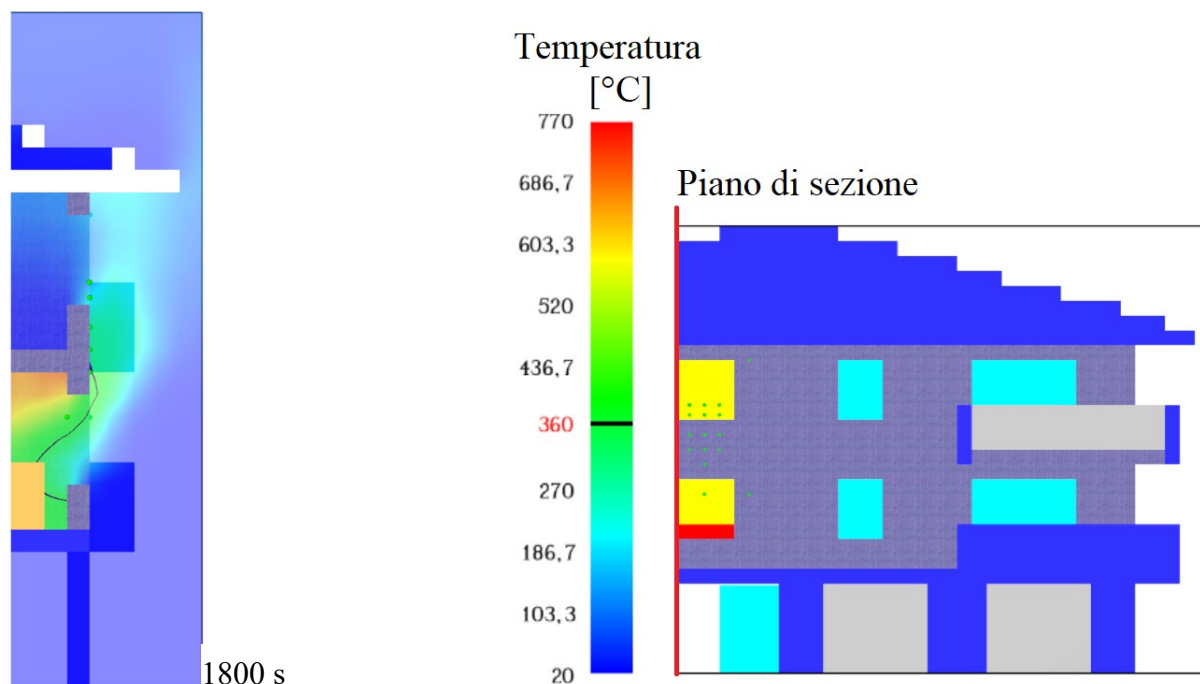 Temperatura
[°C]
770
686,7
603,3
520
436,7
360
270
186,7
103,3
20
Piano di sezione
1800 s